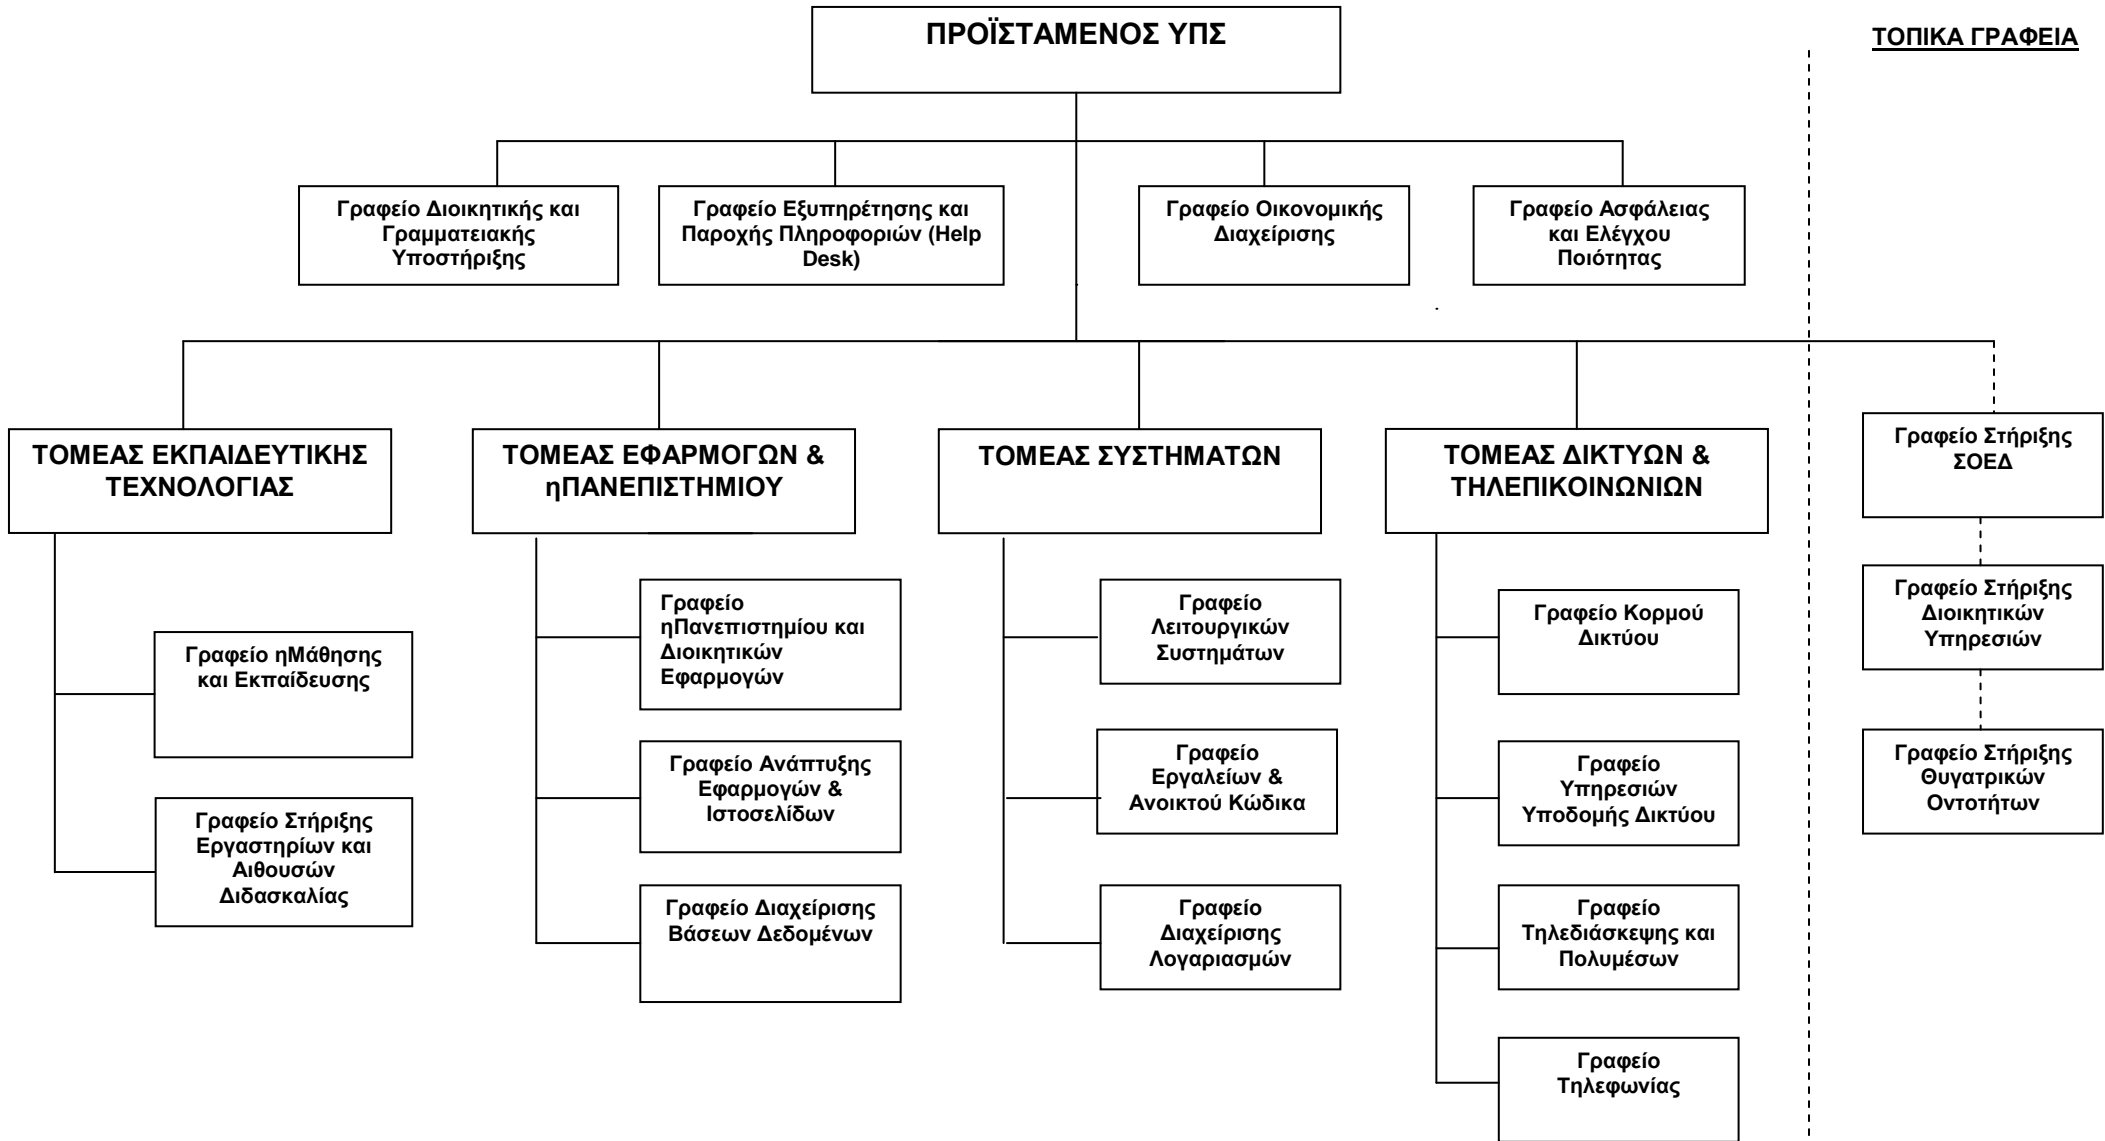 ΠΡΟΪΣΤΑΜΕΝΟΣ ΥΠΣ
ΤΟΠΙΚΑ ΓΡΑΦΕΙΑ
Γραφείο Διοικητικής και
Γραμματειακής
Υποστήριξης
Γραφείο Εξυπηρέτησης και
Παροχής Πληροφοριών (Help
Desk)
Γραφείο Οικονομικής
Διαχείρισης
Γραφείο Ασφάλειας
και Ελέγχου
Ποιότητας
ΤΟΜΕΑΣ ΕΚΠΑΙΔΕΥΤΙΚΗΣ
ΤΕΧΝΟΛΟΓΙΑΣ
Γραφείο ηΜάθησης
και Εκπαίδευσης
Γραφείο Στήριξης
Εργαστηρίων και
Αιθουσών
Διδασκαλίας
ΤΟΜΕΑΣ ΕΦΑΡΜΟΓΩΝ &
ηΠΑΝΕΠΙΣΤΗΜΙΟΥ
Γραφείο
ηΠανεπιστημίου και
Διοικητικών
Εφαρμογών
Γραφείο Ανάπτυξης
Εφαρμογών &
Ιστοσελίδων
Γραφείο Διαχείρισης
Βάσεων Δεδομένων
ΤΟΜΕΑΣ ΣΥΣΤΗΜΑΤΩΝ
Γραφείο
Λειτουργικών
Συστημάτων
Γραφείο
Εργαλείων &
Ανοικτού Κώδικα
Γραφείο
Διαχείρισης
Λογαριασμών
ΤΟΜΕΑΣ ΔΙΚΤΥΩΝ &
ΤΗΛΕΠΙΚΟΙΝΩΝΙΩΝ
Γραφείο Κορμού
Δικτύου
Γραφείο
Υπηρεσιών
Υποδομής Δικτύου
Γραφείο
Τηλεδιάσκεψης και
Πολυμέσων
Γραφείο
Τηλεφωνίας
Γραφείο Στήριξης
ΣΟΕΔ
Γραφείο Στήριξης
Διοικητικών
Υπηρεσιών
Γραφείο Στήριξης
Θυγατρικών
Οντοτήτων